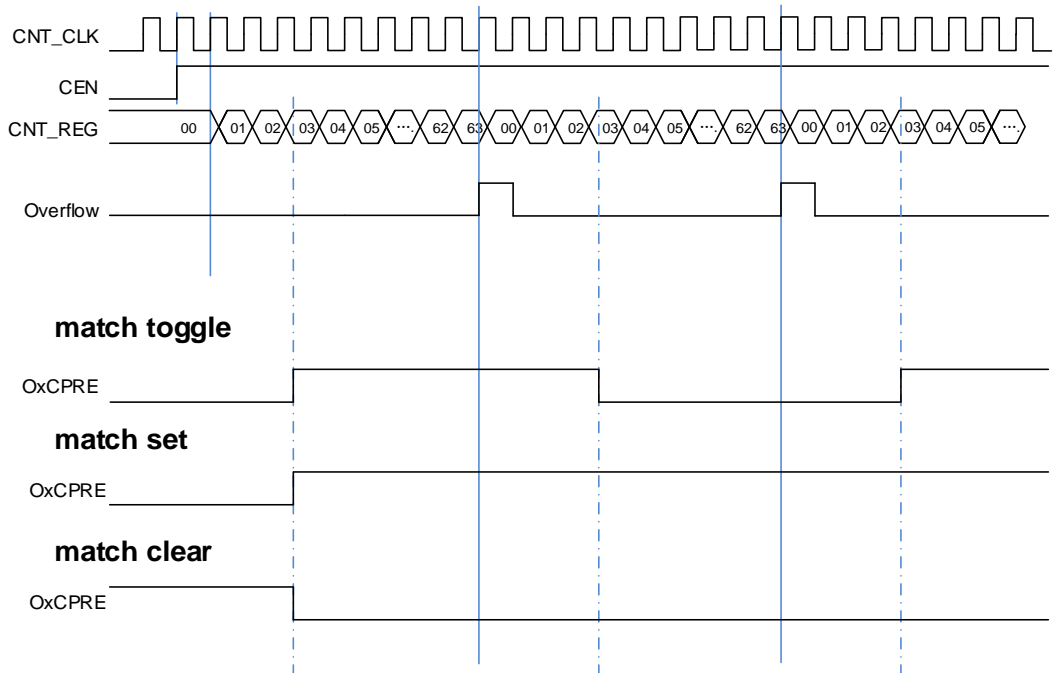 CNT_CLK
CEN
CNT_REG 00 01 02 03 04 05 ···. 62 63 00 01 02 03 04 05 ···. 62 63 00 01 02 03 04 05 ···.
Overflow
match toggle
OxCPRE
match set
OxCPRE
match clear
OxCPRE